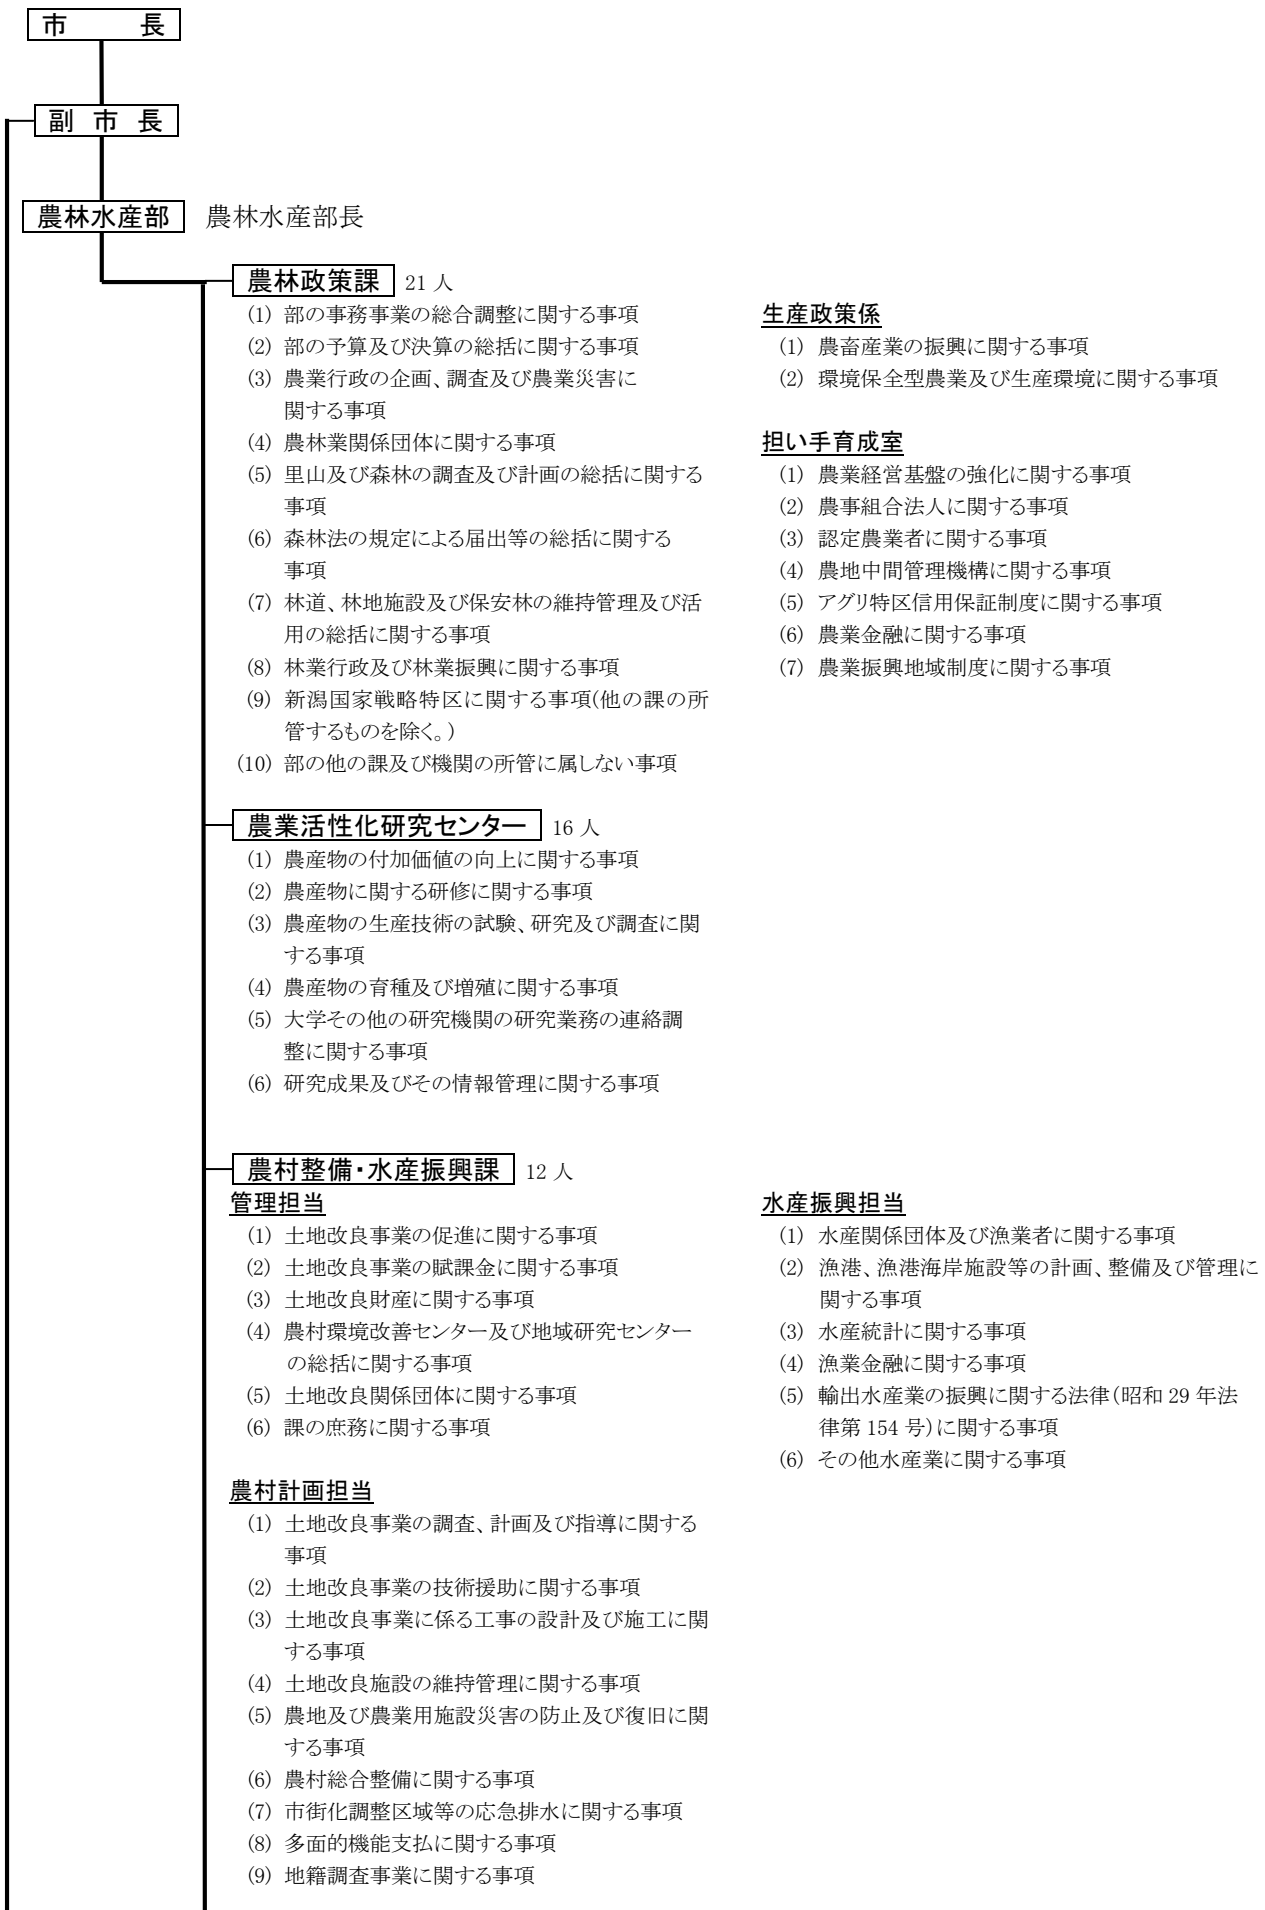 市　　　長
副 市 長
農林水産部 農林水産部長
農林政策課 21 人
(1) 部の事務事業の総合調整に関する事項
(2) 部の予算及び決算の総括に関する事項
(3) 農業行政の企画、調査及び農業災害に
関する事項
(4) 農林業関係団体に関する事項
(5) 里山及び森林の調査及び計画の総括に関する
事項
(6) 森林法の規定による届出等の総括に関する
事項
(7) 林道、林地施設及び保安林の維持管理及び活
用の総括に関する事項
(8) 林業行政及び林業振興に関する事項
(9) 新潟国家戦略特区に関する事項(他の課の所
管するものを除く。)
(10) 部の他の課及び機関の所管に属しない事項
生産政策係
(1) 農畜産業の振興に関する事項
(2) 環境保全型農業及び生産環境に関する事項
担い手育成室
(1) 農業経営基盤の強化に関する事項
(2) 農事組合法人に関する事項
(3) 認定農業者に関する事項
(4) 農地中間管理機構に関する事項
(5) アグリ特区信用保証制度に関する事項
(6) 農業金融に関する事項
(7) 農業振興地域制度に関する事項
農業活性化研究センター 16 人
(1) 農産物の付加価値の向上に関する事項
(2) 農産物に関する研修に関する事項
(3) 農産物の生産技術の試験、研究及び調査に関
する事項
(4) 農産物の育種及び増殖に関する事項
(5) 大学その他の研究機関の研究業務の連絡調
整に関する事項
(6) 研究成果及びその情報管理に関する事項
農村整備・水産振興課 12 人
管理担当
(1) 土地改良事業の促進に関する事項
(2) 土地改良事業の賦課金に関する事項
(3) 土地改良財産に関する事項
(4) 農村環境改善センター及び地域研究センター
の総括に関する事項
(5) 土地改良関係団体に関する事項
(6) 課の庶務に関する事項
農村計画担当
(1) 土地改良事業の調査、計画及び指導に関する
事項
(2) 土地改良事業の技術援助に関する事項
(3) 土地改良事業に係る工事の設計及び施工に関
する事項
(4) 土地改良施設の維持管理に関する事項
(5) 農地及び農業用施設災害の防止及び復旧に関
する事項
(6) 農村総合整備に関する事項
(7) 市街化調整区域等の応急排水に関する事項
(8) 多面的機能支払に関する事項
(9) 地籍調査事業に関する事項
水産振興担当
(1) 水産関係団体及び漁業者に関する事項
(2) 漁港、漁港海岸施設等の計画、整備及び管理に
関する事項
(3) 水産統計に関する事項
(4) 漁業金融に関する事項
(5) 輸出水産業の振興に関する法律(昭和 29 年法
律第 154 号)に関する事項
(6) その他水産業に関する事項